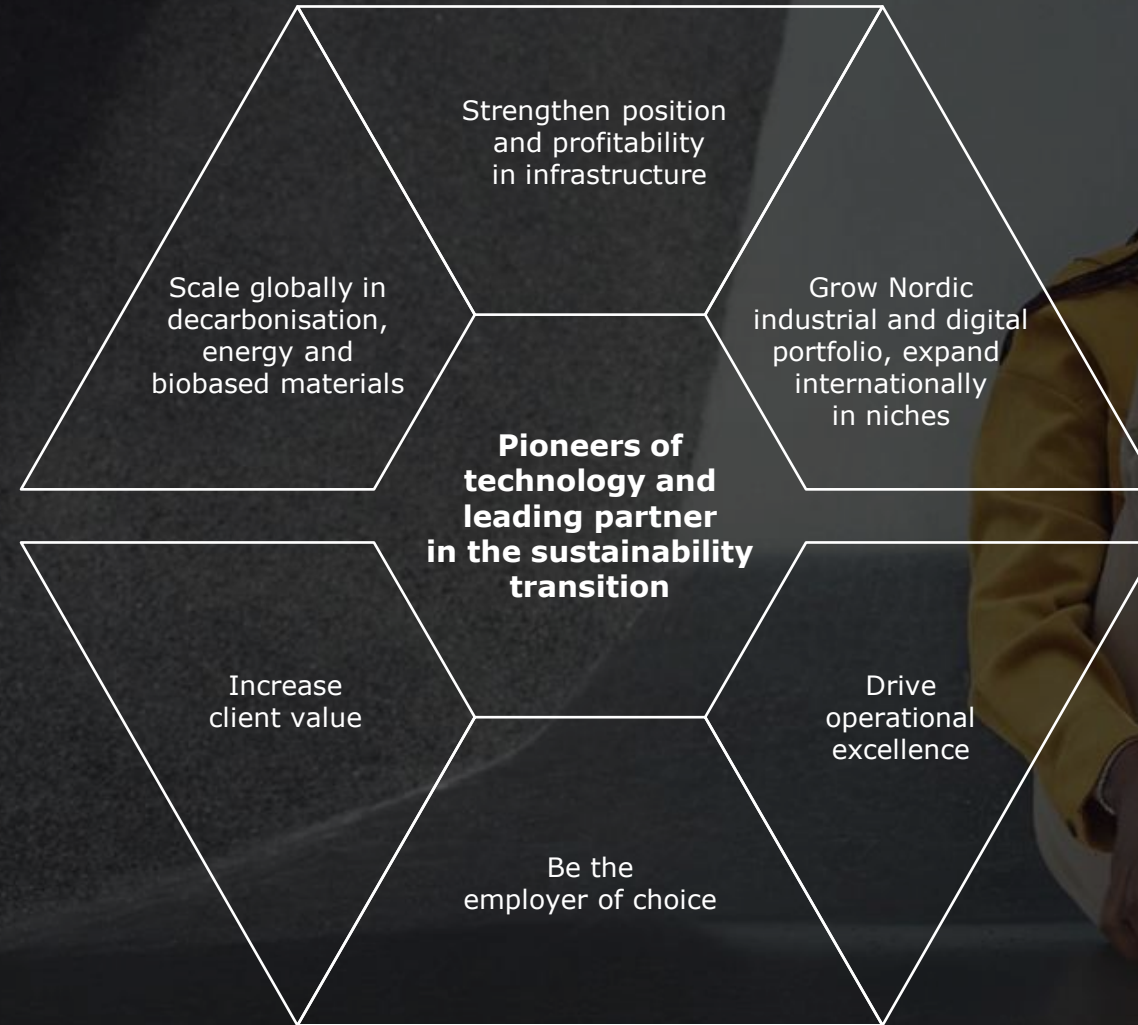 Strengthen position
and profitability
in infrastructure
Scale globally in
decarbonisation,
energy and
biobased materials
Grow Nordic
industrial and digital
portfolio, expand
internationally
in niches
Pioneers of
technology and
leading partner
in the sustainability
transition
Increase
client value
Drive
operational
excellence
Be the
employer of choice